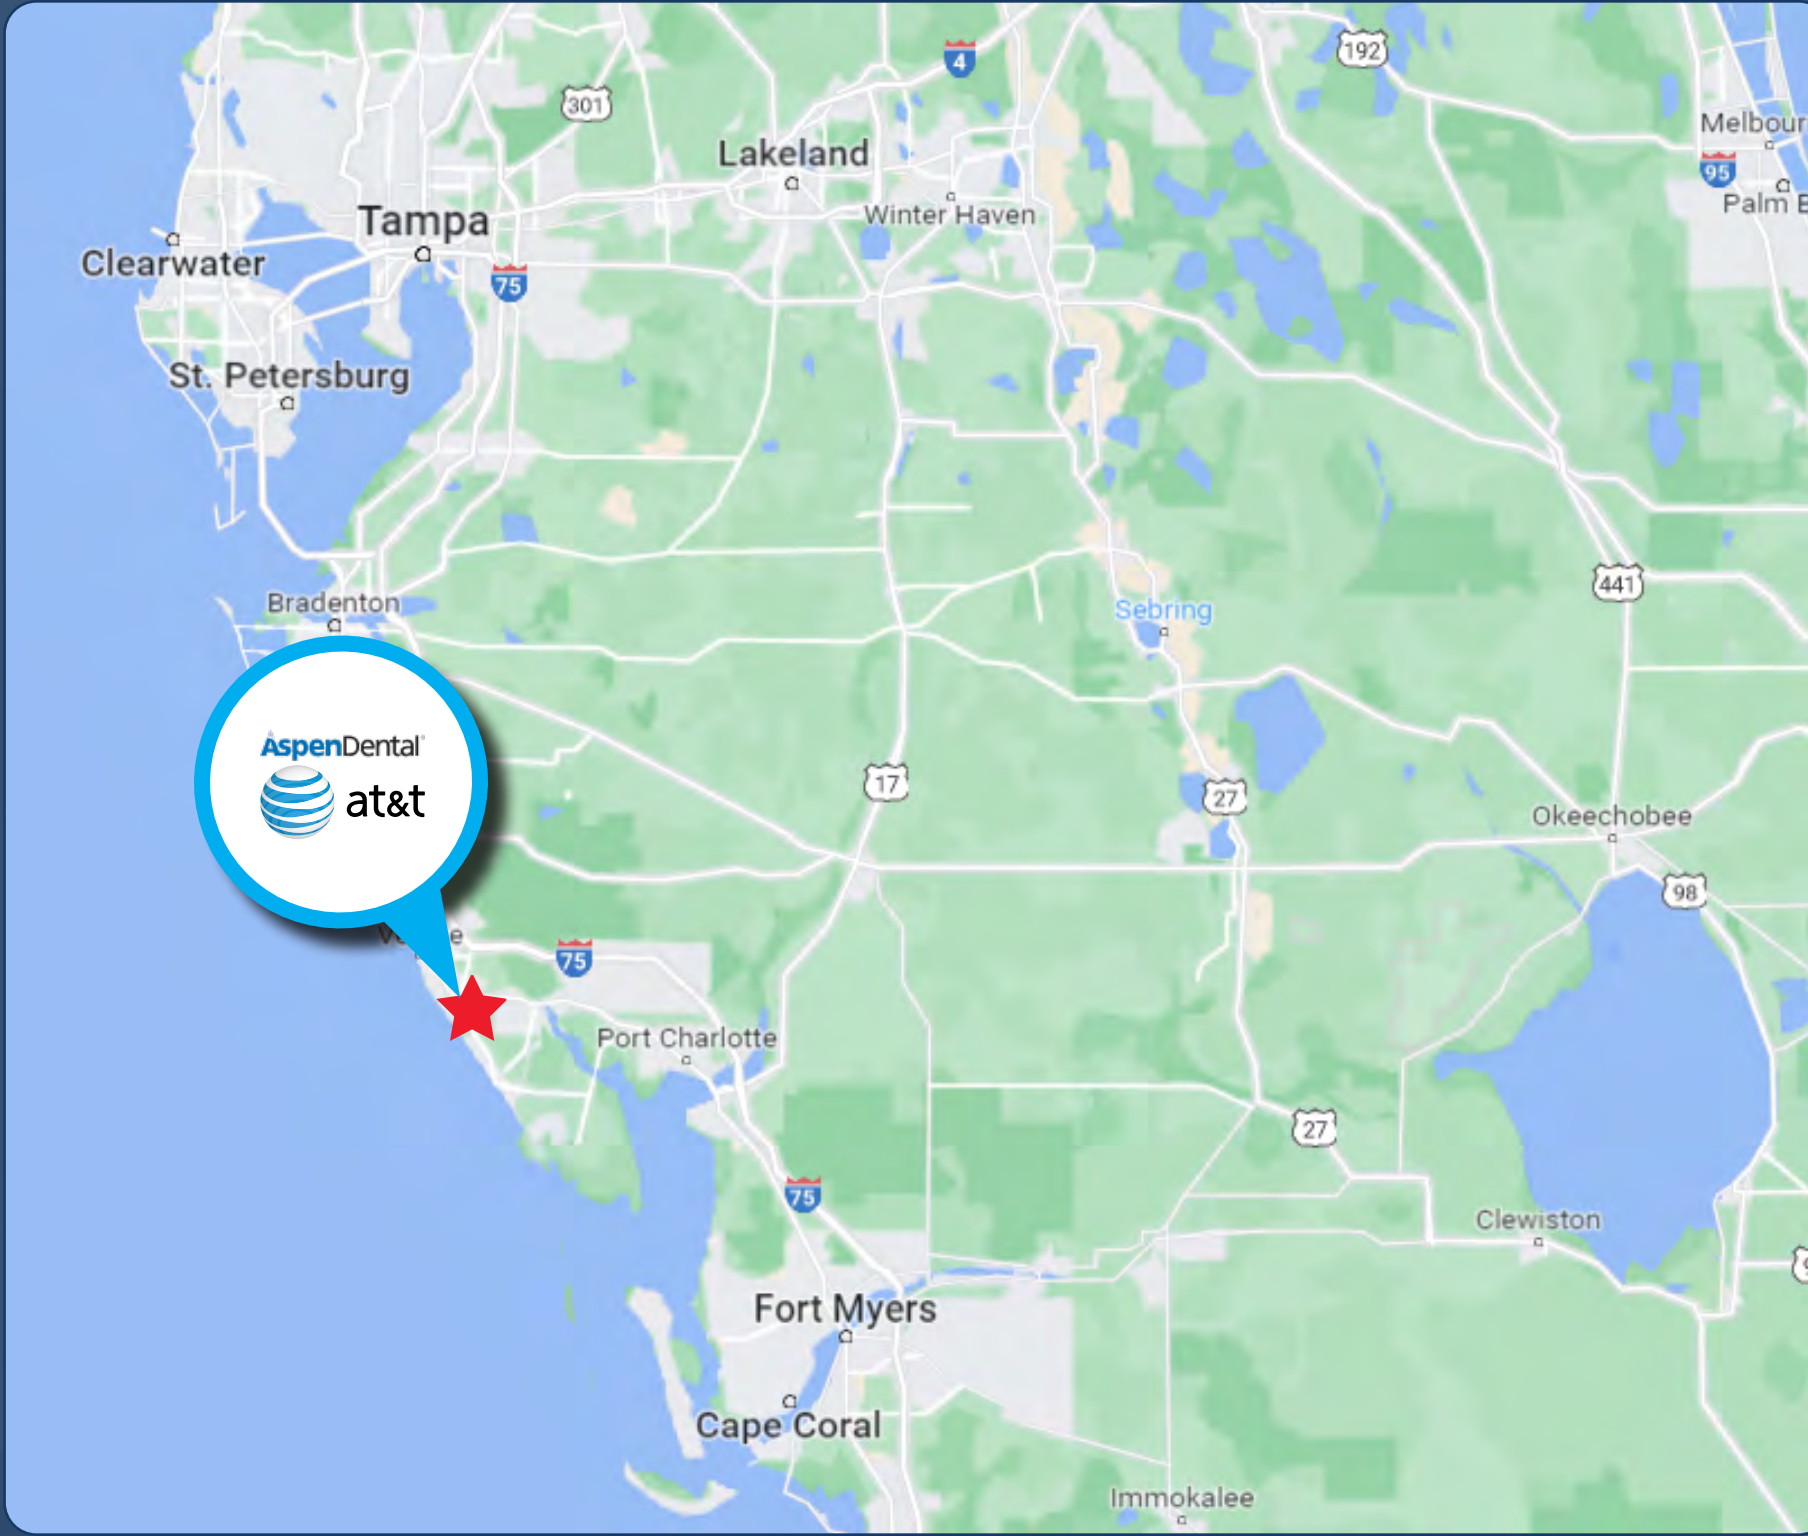 192
4
301
Melbour
Lakeland
95
Palm B
Winter Haven
Tampa
Clearwater
75
St. Petersburg
441
Bradenton
Sebring
AspenDental
at&t
17
27
Okeechobee
98
75
Port Charlotte
27
75
Clewiston
9
Fort Myers
Cape Coral
Immokalee